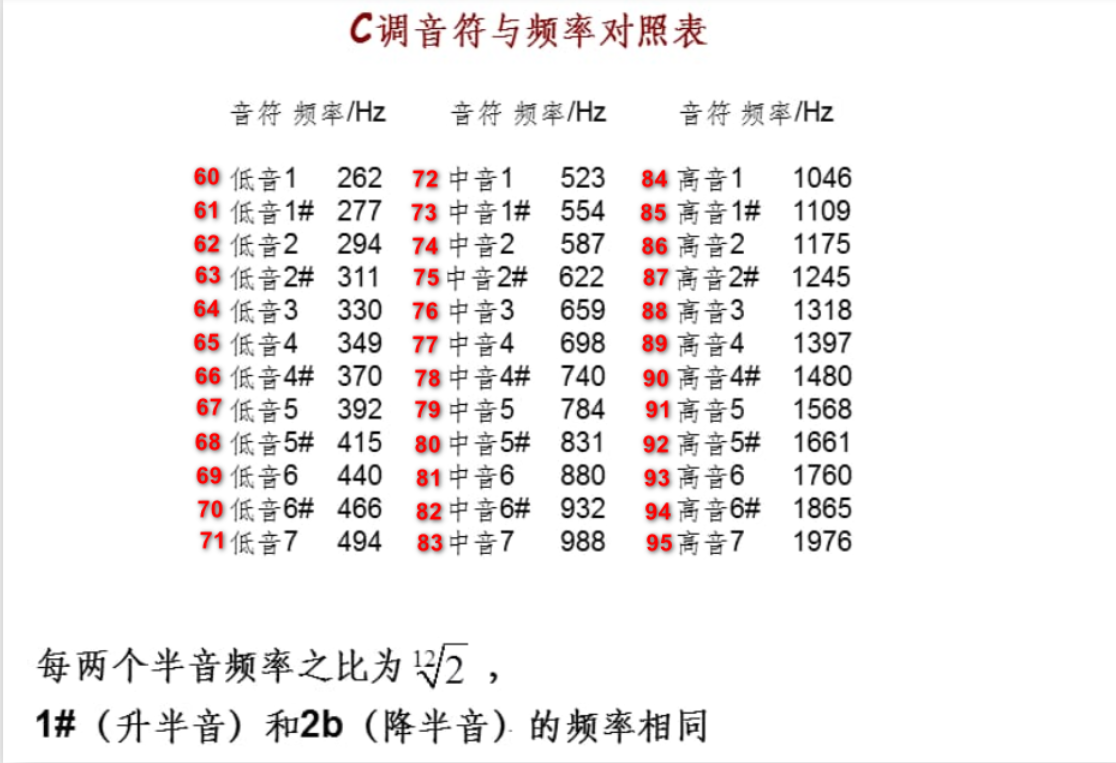 C调音符与频率对照表
音符 频率/Hz 音符 频率/Hz 音符 频率/Hz
60 低音1 262 72 中音1 523 84 高音1 1046
61 低音1# 277 73 中音1# 554 85 高音1# 1109
62 低音2 294 74 中音2 587 86 高音2 1175
63 低音2# 311 75 中音2# 622 87 高音2# 1245
64 低音3 330 76 中音3 659 88 高音3 1318
65 低音4 349 77 中音4 698 89 高音4 1397
66 低音4# 370 78 中音4# 740 90 高音4# 1480
67 低音5 392 79 中音5 784 91 高音5 1568
68 低音5# 415 80 中音5# 831 92 高音5# 1661
69 低音6 440 81 中音6 880 93 高音6 1760
70 低音6# 466 82 中音6# 932 94 高音6# 1865
71 低音7 494 83 中音7 988 95 高音7 1976
每两个半音频率之比为 ¹²√2 ，
1#（升半音）和2b（降半音）的频率相同